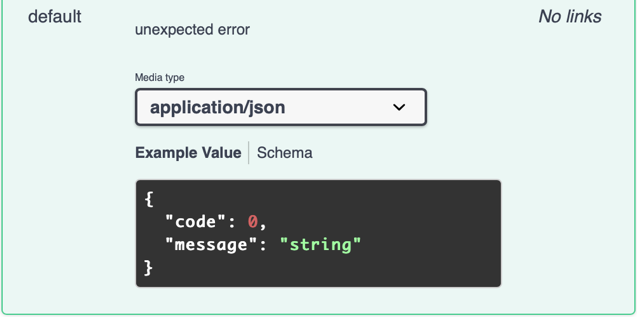 default
unexpected error
No links
Media type
application/json
Example Value
Schema
{
"code": 0,
"message": "string"
}